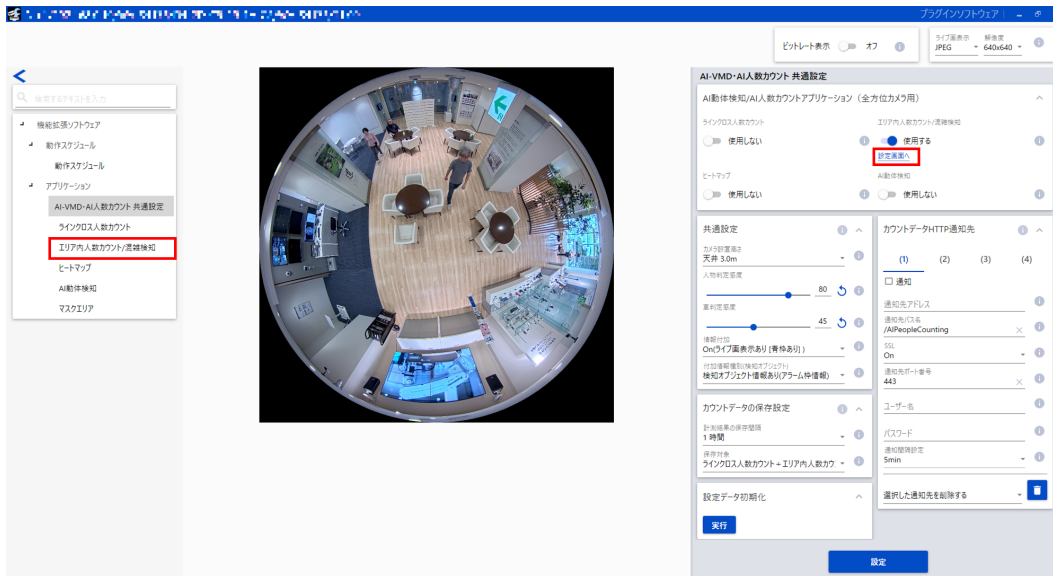 プラグインソフトウェア
ビットレート表示 オフ
ライブ画表示 解像度
JPEG 640x640
検索するテキストを入力
機能拡張ソフトウェア
動作スケジュール
動作スケジュール
アプリケーション
AI-VMD・AI人数カウント 共通設定
ラインクロス人数カウント
エリア内人数カウント/混雑検知
ヒートマップ
AI動体検知
マスクエリア
AI-VMD・AI人数カウント 共通設定
AI動体検知/AI人数カウントアプリケーション（全方位カメラ用）
ラインクロス人数カウント エリア内人数カウント/混雑検知
使用しない 使用する
設定画面へ
ヒートマップ AI動体検知
使用しない 使用しない
共通設定
カメラ設置高さ
天井 3.0m
人物判定感度
80
車判定感度
45
情報付加
On(ライブ画表示あり [青枠あり] )
付加情報種別(検知オブジェクト)
検知オブジェクト情報あり(アラーム枠情報)
カウントデータの保存設定
計測結果の保存間隔
1 時間
保存対象
ラインクロス人数カウント + エリア内人数カウ
設定データ初期化
実行
カウントデータHTTP通知先
(1) (2) (3) (4)
通知
通知先アドレス
通知先パス名
/AIPeopleCounting
SSL
On
通知先ポート番号
443
ユーザー名
パスワード
通知間隔設定
5min
選択した通知先を削除する
設定